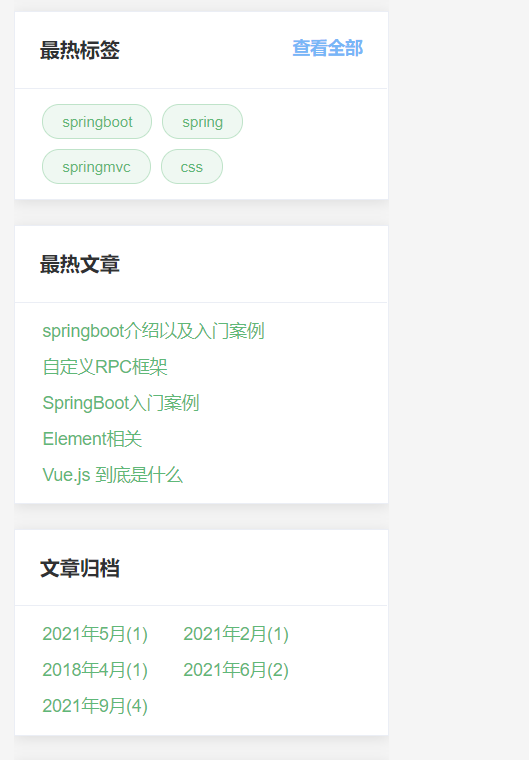 最热标签 查看全部
springboot spring
springmvc css
最热文章
springboot介绍以及入门案例
自定义RPC框架
SpringBoot入门案例
Element相关
Vue.js 到底是什么
文章归档
2021年5月(1) 2021年2月(1)
2018年4月(1) 2021年6月(2)
2021年9月(4)